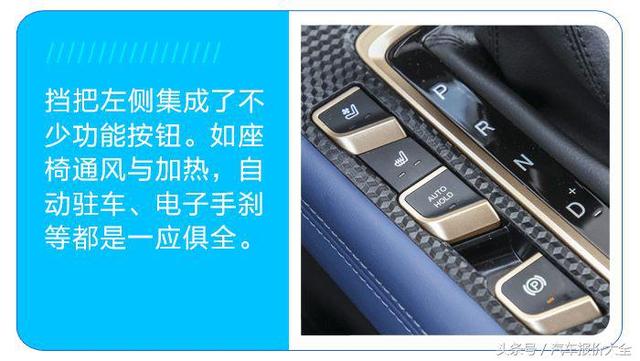 挡把左侧集成了不
少功能按钮。如座
椅通风与加热，自
动驻车、电子手刹
等都是一应俱全。
P
R
N
D
+
AUTO
HOLD
P
头条号／汽车报价大全